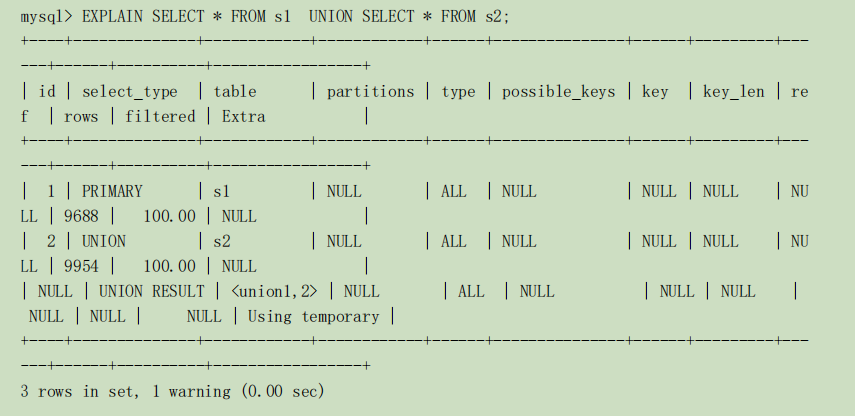 mysql> EXPLAIN SELECT * FROM s1  UNION SELECT * FROM s2;
+----+--------------+------------+------------+------+---------------+------+---------+---
---+------+----------+-----------------+
| id | select_type  | table      | partitions | type | possible_keys | key  | key_len | re
f  | rows | filtered | Extra           |
+----+--------------+------------+------------+------+---------------+------+---------+---
---+------+----------+-----------------+
|  1 | PRIMARY      | s1         | NULL       | ALL  | NULL          | NULL | NULL    | NU
LL | 9688 |   100.00 | NULL            |
|  2 | UNION        | s2         | NULL       | ALL  | NULL          | NULL | NULL    | NU
LL | 9954 |   100.00 | NULL            |
| NULL | UNION RESULT | <union1,2> | NULL       | ALL  | NULL          | NULL | NULL    |
 NULL | NULL |     NULL | Using temporary |
+----+--------------+------------+------------+------+---------------+------+---------+---
---+------+----------+-----------------+
3 rows in set, 1 warning (0.00 sec)